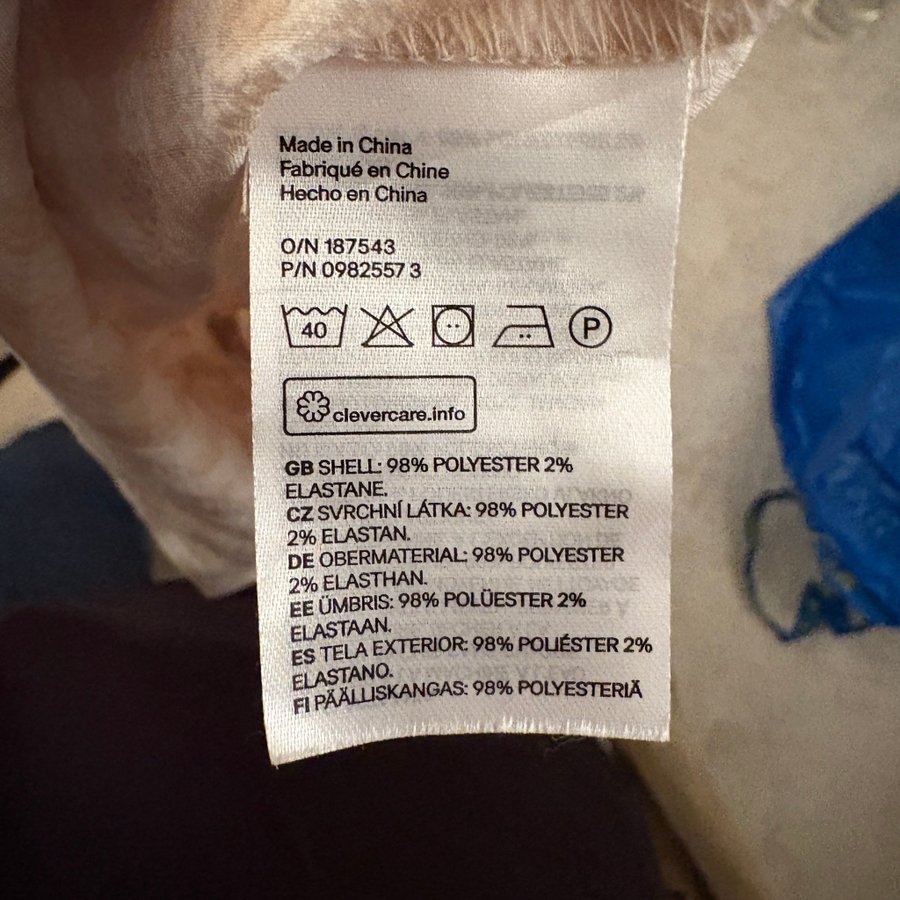 Made in China
Fabriqué en Chine
Hecho en China
O/N 187543
P/N 0982557 3
40
P
clevercare.info
GB SHELL: 98% POLYESTER 2%
ELASTANE.
CZ SVRCHNÍ LÁTKA: 98% POLYESTER
2% ELASTAN.
DE OBERMATERIAL: 98% POLYESTER
2% ELASTHAN.
EE ÜMBRIS: 98% POLÜESTER 2%
ELASTAAN.
ES TELA EXTERIOR: 98% POLIÉSTER 2%
ELASTANO.
FI PÄÄLLISKANGAS: 98% POLYESTERIÄ